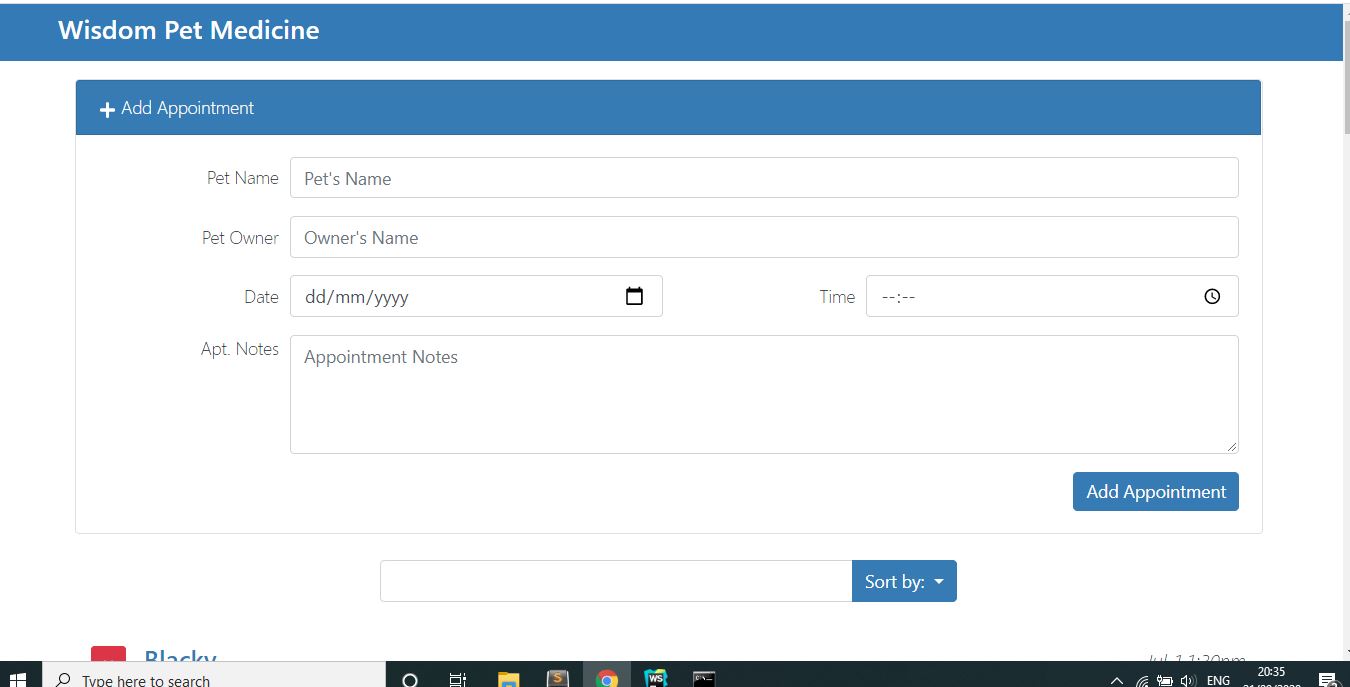 Wisdom Pet Medicine
Add Appointment
Pet Name Pet's Name
Pet Owner Owner's Name
Date dd/mm/yyyy Time --:--
Apt. Notes Appointment Notes
Add Appointment
Sort by:
Blacky Jul 1 1:30pm
Type here to search S WS ENG 20:35